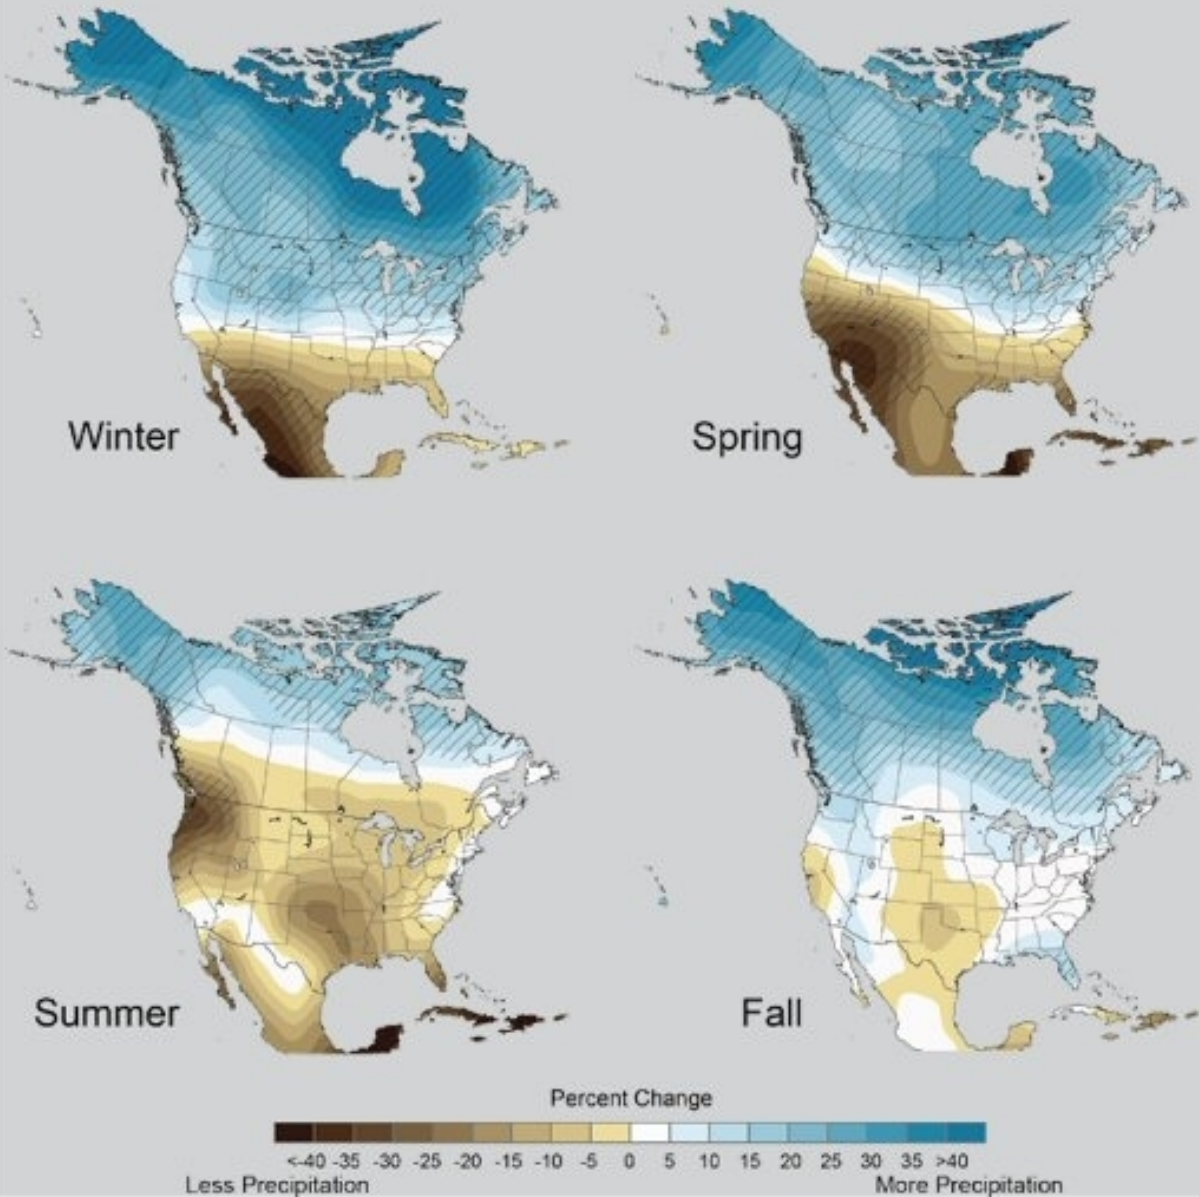 Winter
Spring
Summer
Fall
Percent Change
<-40 -35 -30 -25 -20 -15 -10 -5 0 5 10 15 20 25 30 35 >40
Less Precipitation
More Precipitation